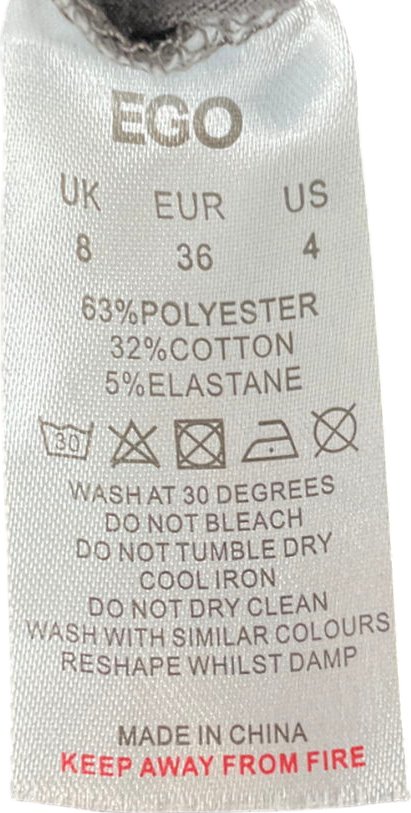 EGO
UK EUR US
8 36 4
63%POLYESTER
32%COTTON
5%ELASTANE
30
WASH AT 30 DEGREES
DO NOT BLEACH
DO NOT TUMBLE DRY
COOL IRON
DO NOT DRY CLEAN
WASH WITH SIMILAR COLOURS
RESHAPE WHILST DAMP
MADE IN CHINA
KEEP AWAY FROM FIRE